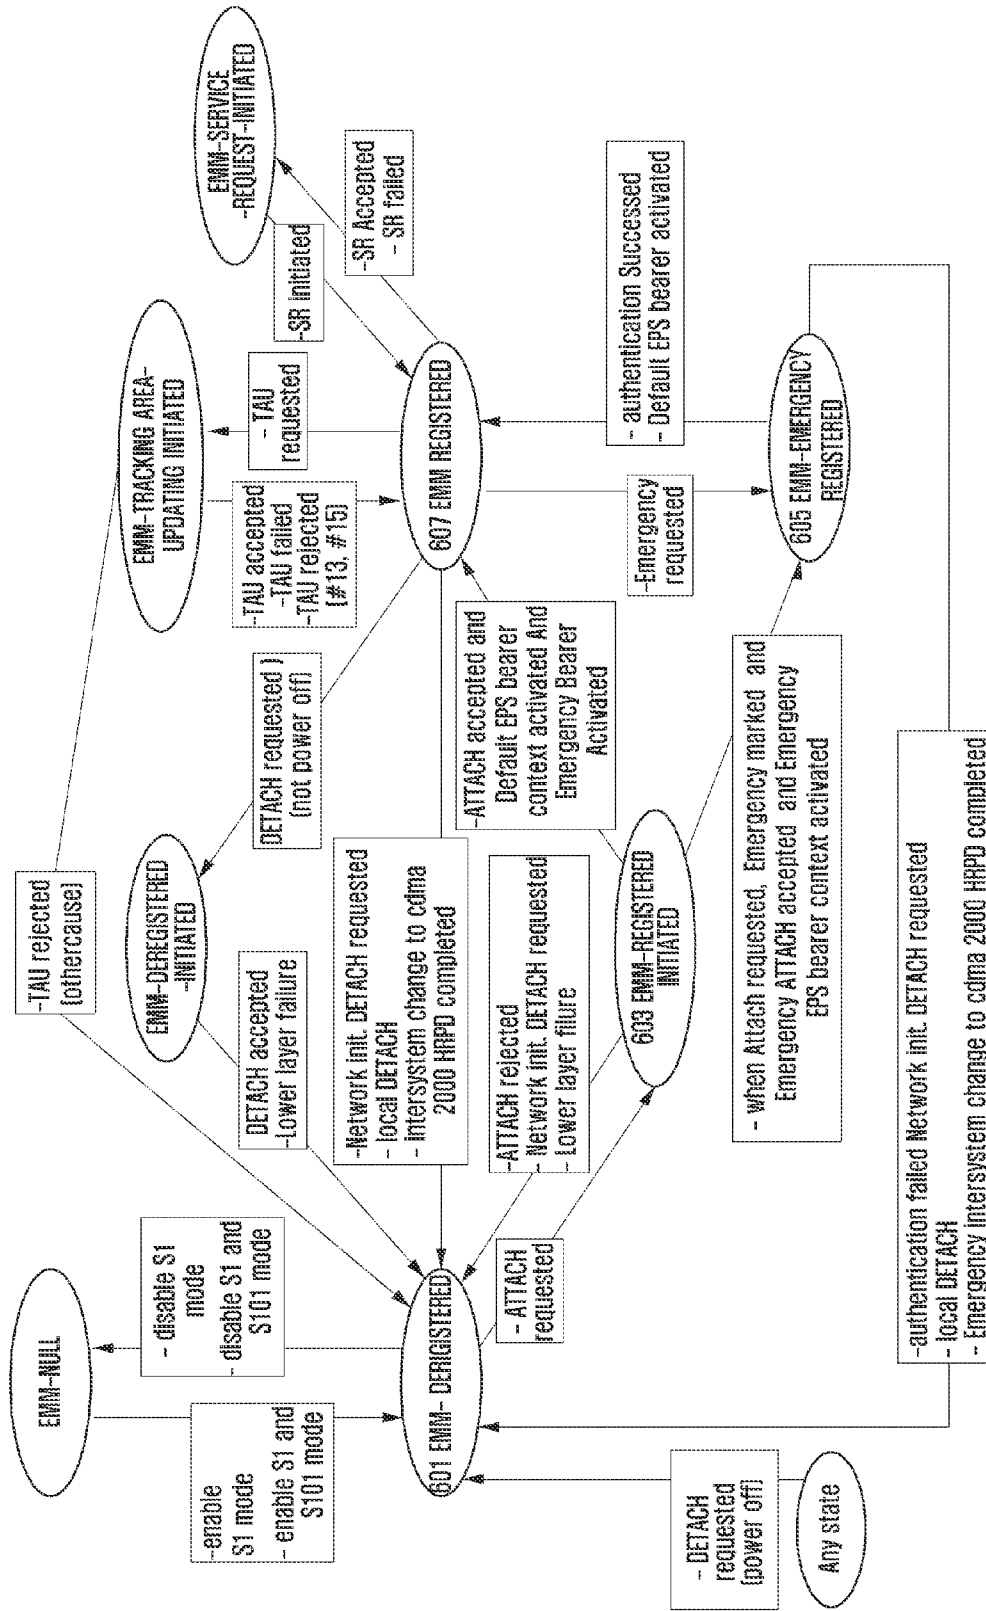 EMM-NULL
-enable
S1 mode
- enable S1 and
S101 mode
- disable S1
mode
- disable S1 and
S101 mode
-TAU rejected
(othercause)
EMM-TRACKING AREA-
UPDATING INITIATED
EMM-SERVICE
-REQUEST-INITIATED
EMM-DEREGISTERED
-INITIATED
DETACH accepted
-Lower layer failure
DETACH requested )
(not power off)
-TAU accepted
-TAU failed
-TAU rejected
(#13, #15)
- TAU
requested
-SR initiated
-SR Accepted
- SR failed
601 EMM- DERIGISTERED
-Network init. DETACH requested
- local DETACH
- Intersystem change to cdma
2000 HRPD completed
607 EMM REGISTERED
- ATTACH
requested
-ATTACH rejected
- Network init. DETACH requested
- Lower layer filure
-ATTACH accepted and
Default EPS bearer
context activated And
Emergency Bearer
Activated
603 EMM-REGISTERED
INITIATED
-Emergency
requested
- authentication Successed
- Default EPS bearer activated
- DETACH
requested
(power off)
Any state
- when Attach requested, Emergency marked and
Emergency ATTACH accepted and Emergency
EPS bearer context activated
605 EMM-EMERGENCY
REGISTERED
-authentication failed Network init. DETACH requested
- local DETACH
- Emergency Intersystem change to cdma 2000 HRPD completed